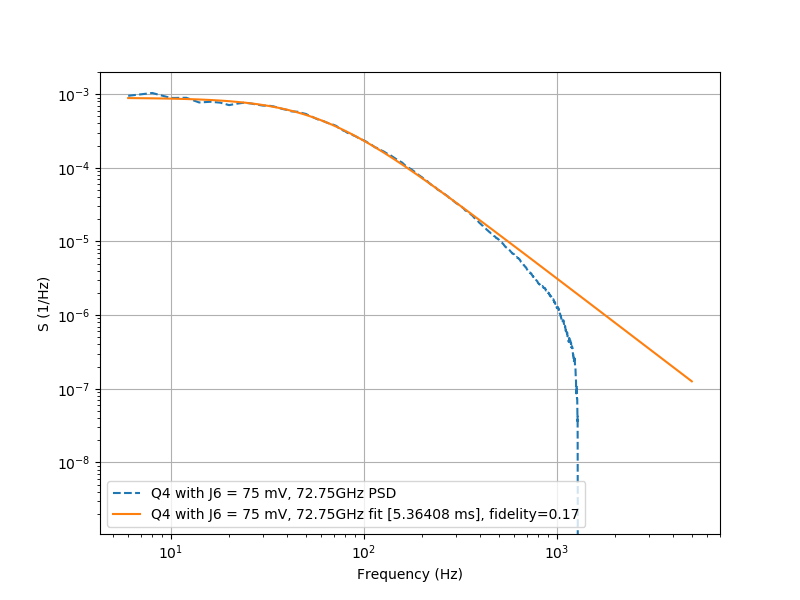 10⁻³
10⁻⁴
10⁻⁵
10⁻⁶
10⁻⁷
10⁻⁸
S (1/Hz)
Q4 with J6 = 75 mV, 72.75GHz PSD
Q4 with J6 = 75 mV, 72.75GHz fit [5.36408 ms], fidelity=0.17
10¹ 10² 10³
Frequency (Hz)